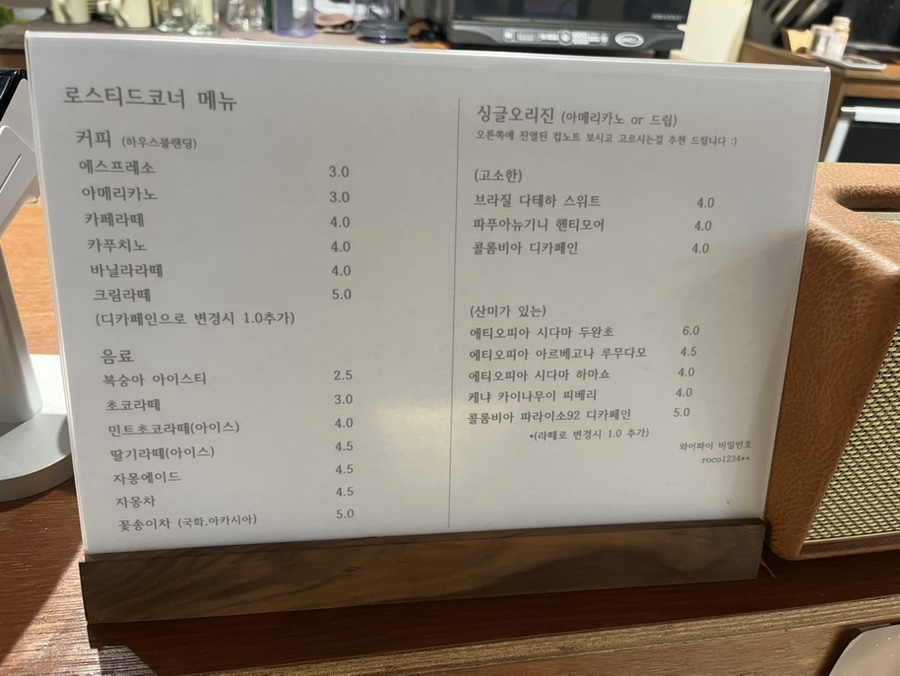 로스티드코너 메뉴
커피 (하우스블랜딩)
에스프레소 3.0
아메리카노 3.0
카페라떼 4.0
카푸치노 4.0
바닐라라떼 4.0
크림라떼 5.0
(디카페인으로 변경시 1.0추가)
음료
복숭아 아이스티 2.5
초코라떼 3.0
민트초코라떼(아이스) 4.0
딸기라떼(아이스) 4.5
자몽에이드 4.5
자몽차 4.5
꽃송이차 (국화,아카시아) 5.0
싱글오리진 (아메리카노 or 드립)
오른쪽에 진열된 컵노트 보시고 고르시는걸 추천 드립니다 :)
(고소한)
브라질 다테하 스위트 4.0
파푸아뉴기니 헨티모어 4.0
콜롬비아 디카페인 4.0
(산미가 있는)
에티오피아 시다마 두완초 6.0
에티오피아 아르베고나 루무다모 4.5
에티오피아 시다마 하마쇼 4.0
케냐 카이나무이 피베리 4.0
콜롬비아 파라이소92 디카페인 5.0
*(라떼로 변경시 1.0 추가)
와이파이 비밀번호
roco1234**